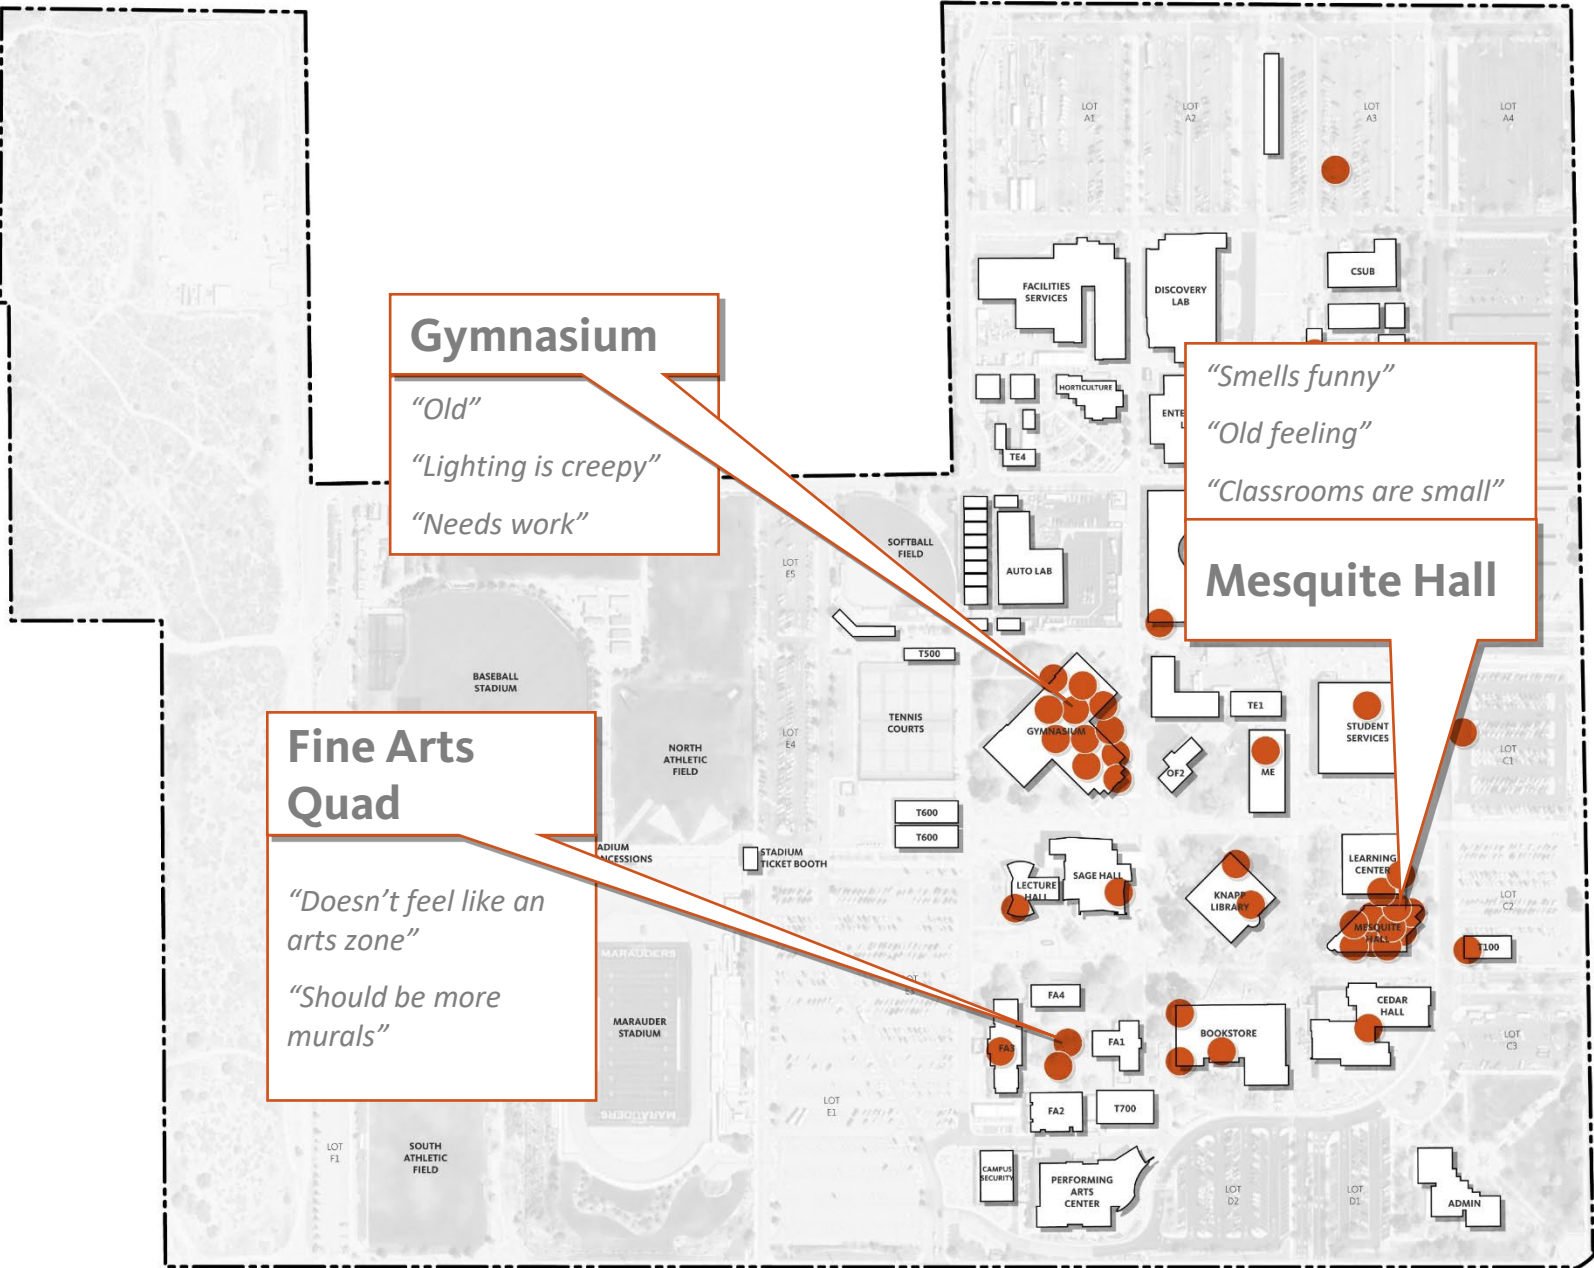 LOT
A1
LOT
A2
LOT
A3
LOT
A4
FACILITIES
SERVICES
DISCOVERY
LAB
CSUB
Gymnasium
“Old”
“Lighting is creepy”
“Needs work”
HORTICULTURE
TE4
“Smells funny”
“Old feeling”
“Classrooms are small”
Mesquite Hall
SOFTBALL
FIELD
AUTO LAB
LOT
E5
T500
BASEBALL
STADIUM
TENNIS
COURTS
GYMNASIUM
TE1
STUDENT
SERVICES
LOT
E4
NORTH
ATHLETIC
FIELD
OF2
ME
LOT
C1
Fine Arts
Quad
“Doesn’t feel like an
arts zone”
“Should be more
murals”
T600
T600
STADIUM
TICKET BOOTH
LECTURE
HALL
SAGE HALL
KNAPP
LIBRARY
LEARNING
CENTER
MESQUITE
HALL
LOT
C2
T100
MARAUDERS
MARAUDER
STADIUM
MARAUDERS
FA4
FA3
FA1
FA2
T700
BOOKSTORE
CEDAR
HALL
LOT
C3
LOT
E1
LOT
F1
SOUTH
ATHLETIC
FIELD
CAMPUS
SECURITY
PERFORMING
ARTS
CENTER
LOT
D2
LOT
D1
ADMIN